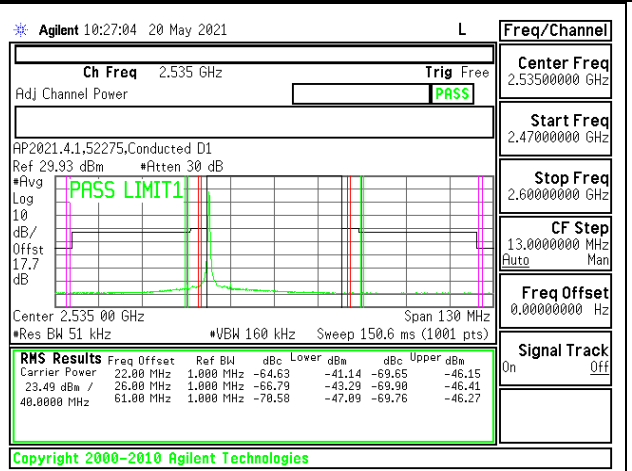 Agilent 10:27:04 20 May 2021 L
Ch Freq 2.535 GHz Trig Free
Adj Channel Power PASS
AP2021.4.1,52275,Conducted D1
Ref 29.93 dBm #Atten 30 dB
#Avg
Log
10
dB/
Offst
17.7
dB
PASS LIMIT1
Center 2.535 00 GHz Span 130 MHz
#Res BW 51 kHz #VBW 160 kHz Sweep 150.6 ms (1001 pts)
RMS Results Freq Offset Ref BW dBc Lower dBm dBc Upper dBm
Carrier Power 22.00 MHz 1.000 MHz -64.63 -41.14 -69.65 -46.15
23.49 dBm / 26.00 MHz 1.000 MHz -66.79 -43.29 -69.90 -46.41
40.0000 MHz 61.00 MHz 1.000 MHz -70.58 -47.09 -69.76 -46.27
Copyright 2000-2010 Agilent Technologies
Freq/Channel
Center Freq
2.53500000 GHz
Start Freq
2.47000000 GHz
Stop Freq
2.60000000 GHz
CF Step
13.0000000 MHz
Auto Man
Freq Offset
0.00000000 Hz
Signal Track
On Off